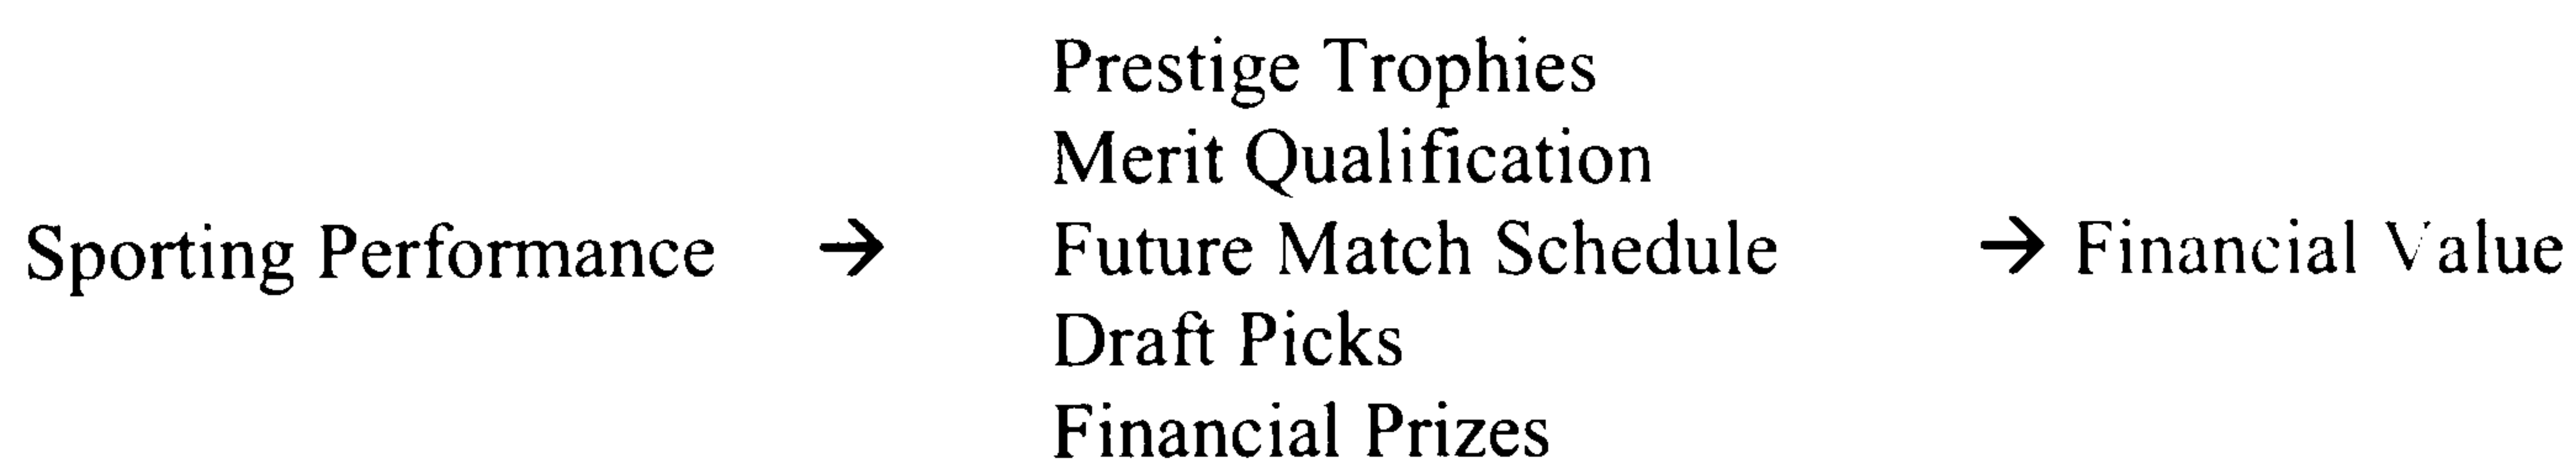 Prestige Trophies
Merit Qualification
Sporting Performance → Future Match Schedule → Financial Value
Draft Picks
Financial Prizes